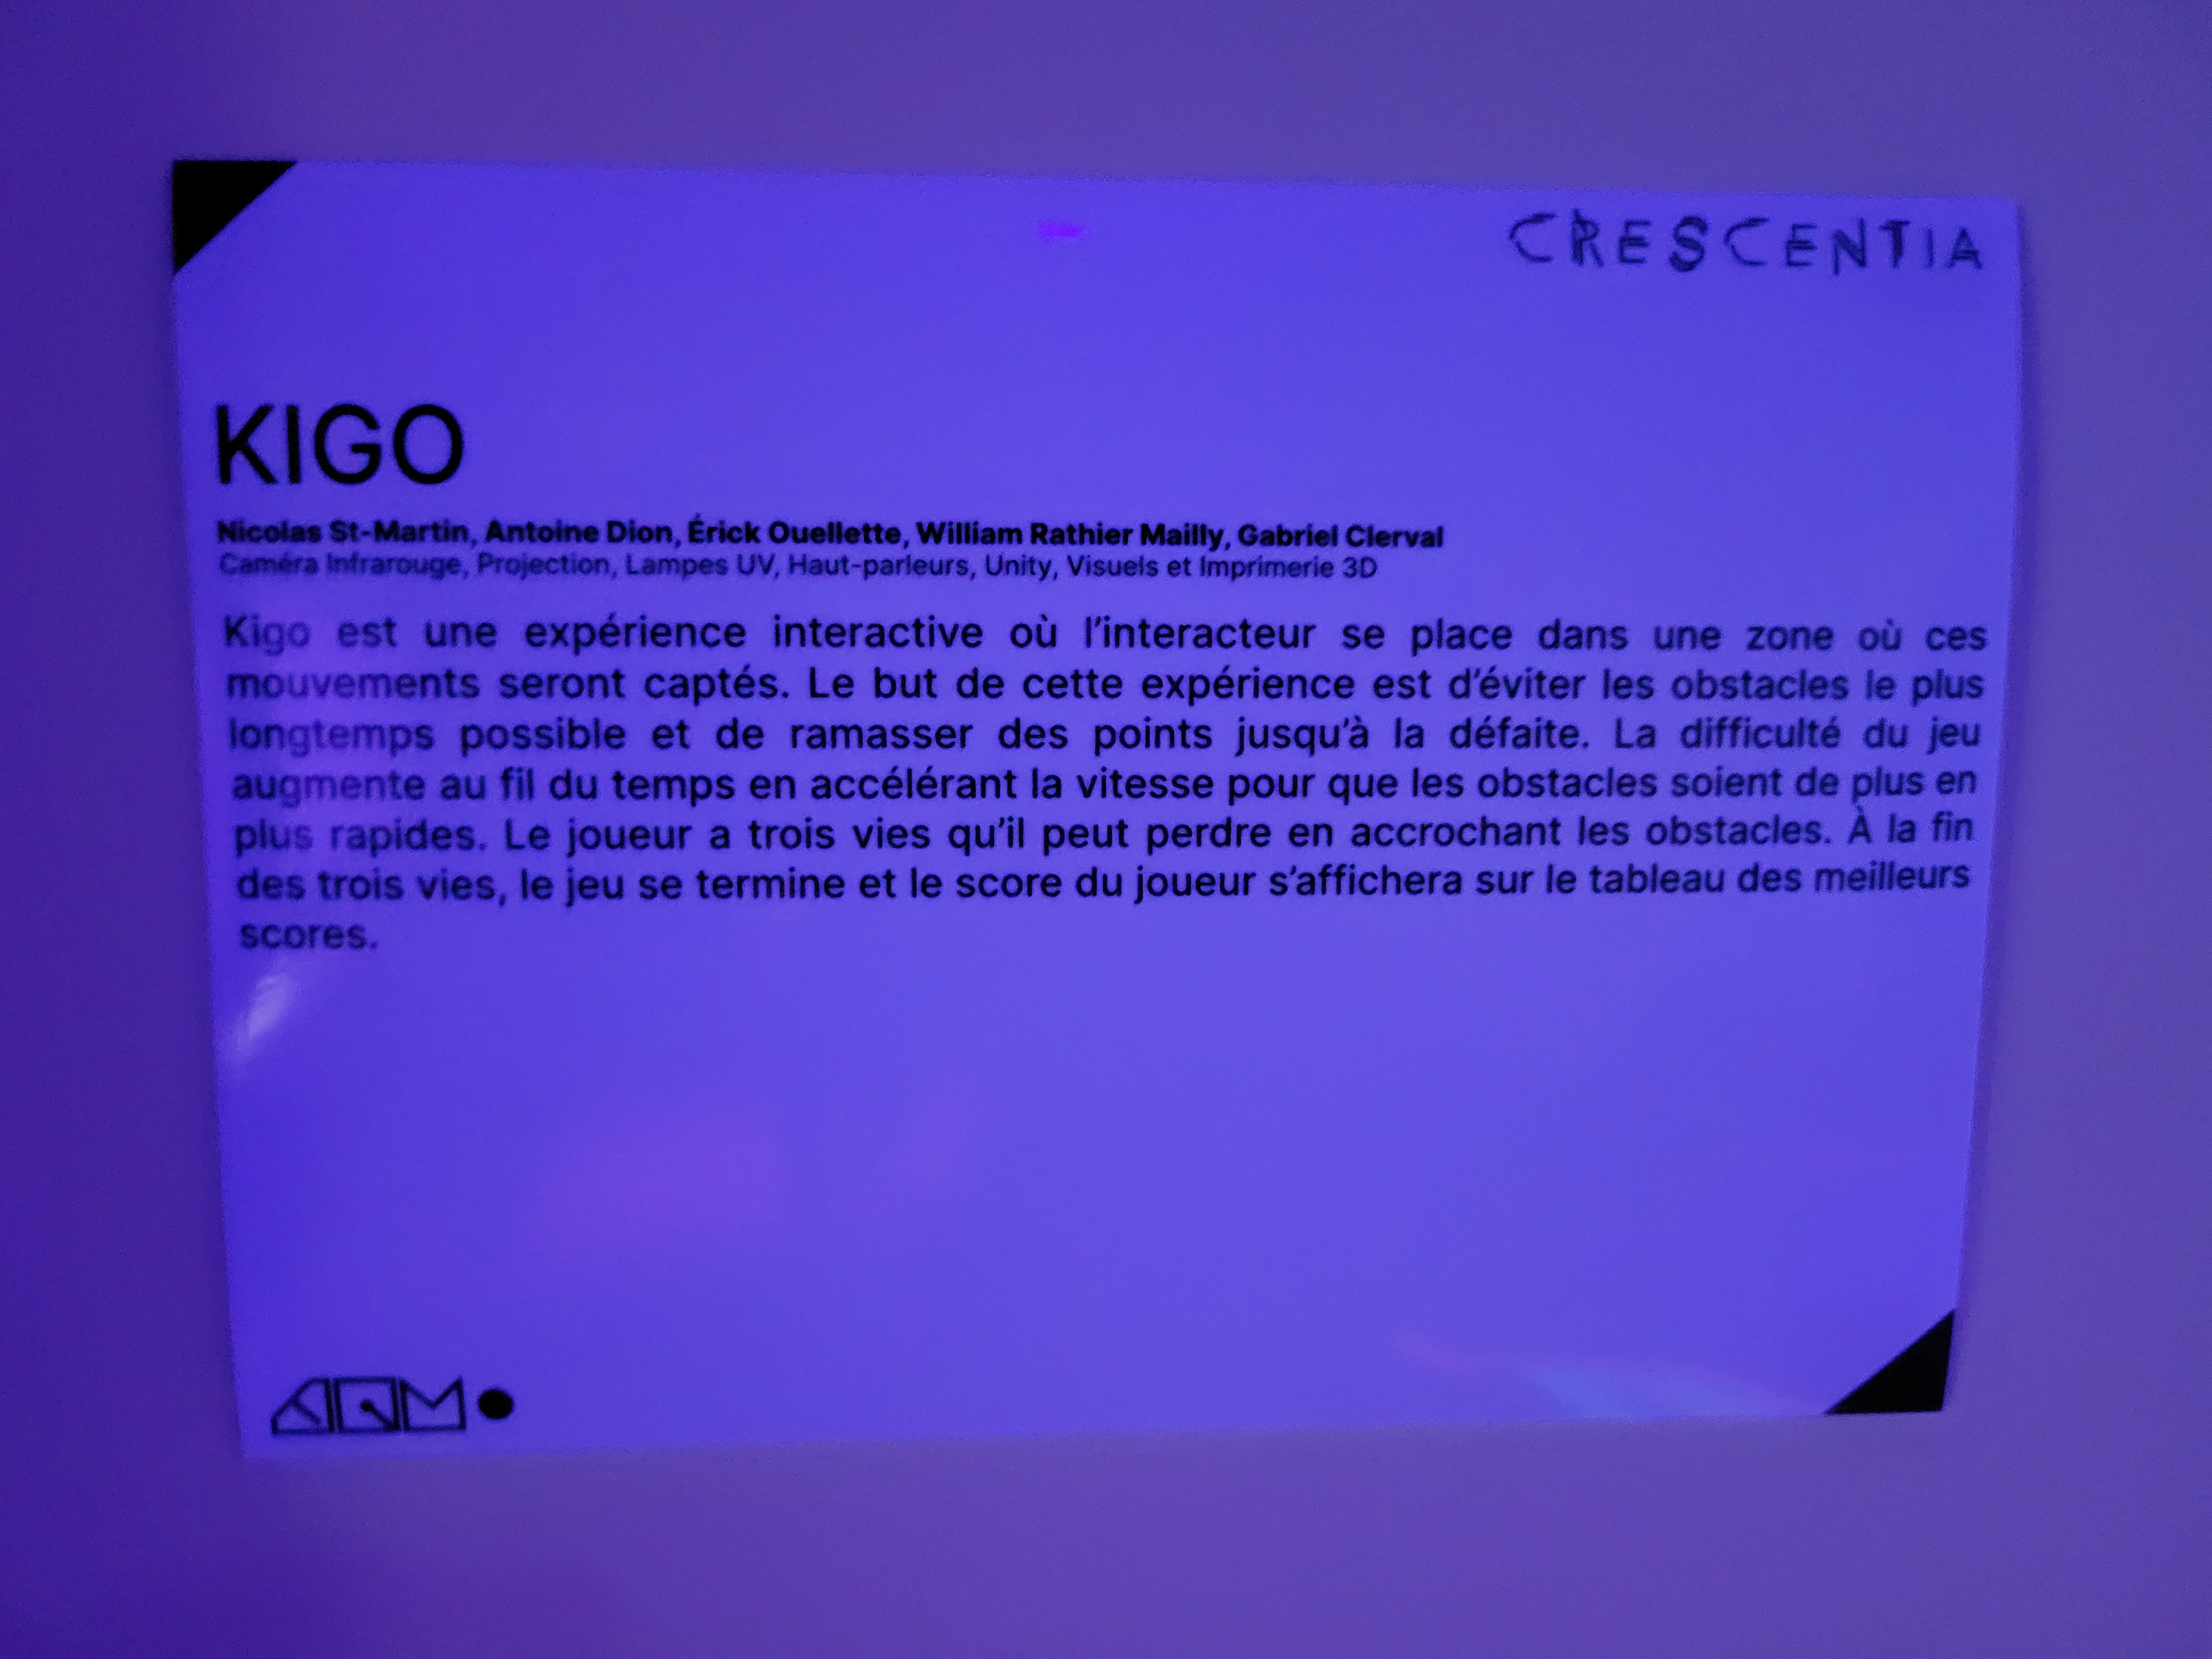 CRESCENTIA
KIGO
Nicolas St-Martin, Antoine Dion, Érick Ouellette, William Rathier Mailly, Gabriel Clerval
Caméra Infrarouge, Projection, Lampes UV, Haut-parleurs, Unity, Visuels et Imprimerie 3D
Kigo est une expérience interactive où l'interacteur se place dans une zone où ces
mouvements seront captés. Le but de cette expérience est d'éviter les obstacles le plus
longtemps possible et de ramasser des points jusqu'à la défaite. La difficulté du jeu
augmente au fil du temps en accélérant la vitesse pour que les obstacles soient de plus en
plus rapides. Le joueur a trois vies qu'il peut perdre en accrochant les obstacles. À la fin
des trois vies, le jeu se termine et le score du joueur s'affichera sur le tableau des meilleurs
scores.